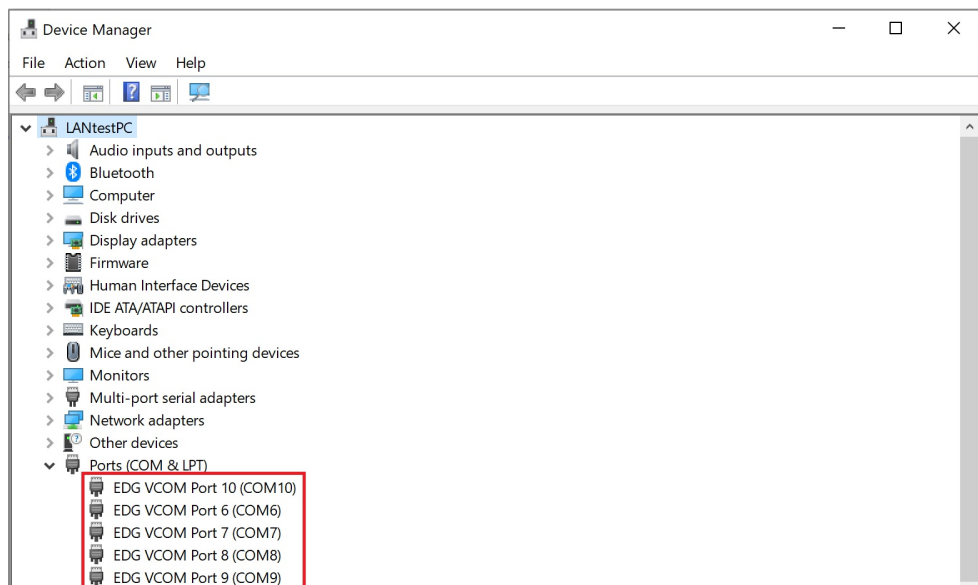 Device Manager
File Action View Help
LANtestPC
Audio inputs and outputs
Bluetooth
Computer
Disk drives
Display adapters
Firmware
Human Interface Devices
IDE ATA/ATAPI controllers
Keyboards
Mice and other pointing devices
Monitors
Multi-port serial adapters
Network adapters
Other devices
Ports (COM & LPT)
EDG VCOM Port 10 (COM10)
EDG VCOM Port 6 (COM6)
EDG VCOM Port 7 (COM7)
EDG VCOM Port 8 (COM8)
EDG VCOM Port 9 (COM9)